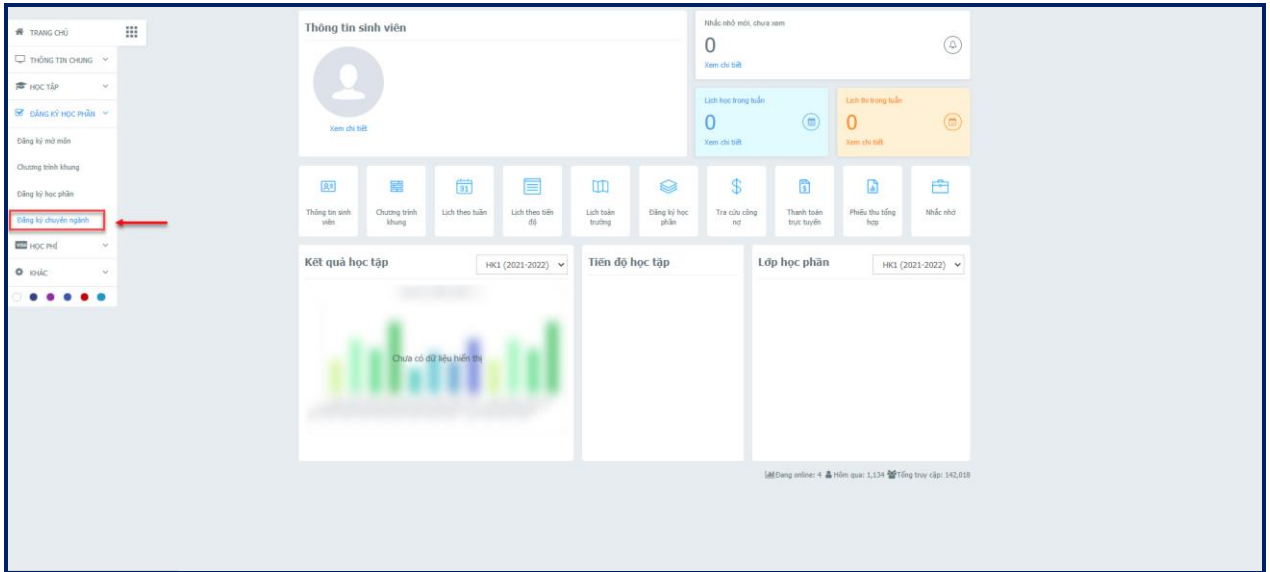 TRANG CHỦ
THÔNG TIN CHUNG
HỌC TẬP
ĐĂNG KÝ HỌC PHẦN
Đăng ký mở môn
Chương trình khung
Đăng ký học phần
Đăng ký chuyên ngành
HỌC PHÍ
KHÁC
Thông tin sinh viên
Xem chi tiết
Nhắc nhở mới, chưa xem
0
Xem chi tiết
Lịch học trong tuần
0
Xem chi tiết
Lịch thi trong tuần
0
Xem chi tiết
Thông tin sinh
viên
Chương trình
khung
31
Lịch theo tuần
Lịch theo tiến
độ
Lịch toàn
trường
Đăng ký học
phần
Tra cứu công
nợ
Thanh toán
trực tuyến
Phiếu thu tổng
hợp
Nhắc nhở
Kết quả học tập
HK1 (2021-2022)
Chưa có dữ liệu hiển thị
Tiến độ học tập
Lớp học phần
HK1 (2021-2022)
Đang online: 4 Hôm qua: 1,134 Tổng truy cập: 142,018